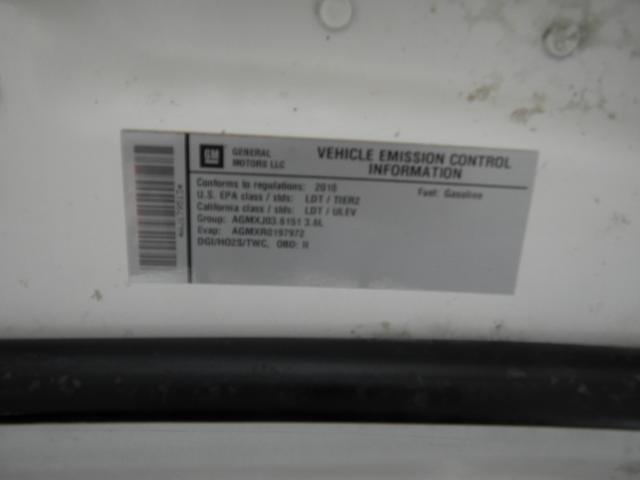 GM
GENERAL MOTORS LLC
VEHICLE EMISSION CONTROL INFORMATION
Conforms to regulations: 2010
Fuel: Gasoline
U.S. EPA class / stds: LDT / TIER2
California class / stds: LDT / ULEV
Group: AGMXJ03.6151 3.6L
Evap: AGMXR0197972
DGI/HO2S/TWC, OBD: II